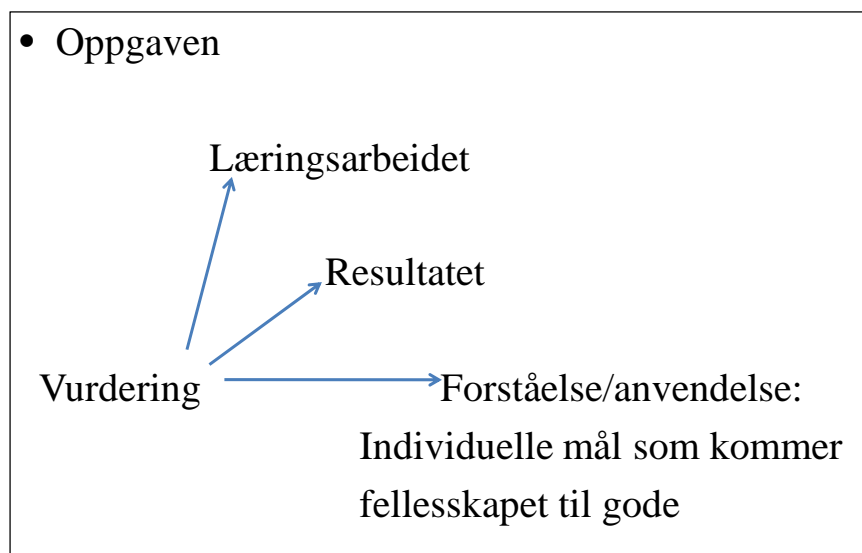 • Oppgaven
Læringsarbeidet
Resultatet
Vurdering
Forståelse/anvendelse:
Individuelle mål som kommer
fellesskapet til gode